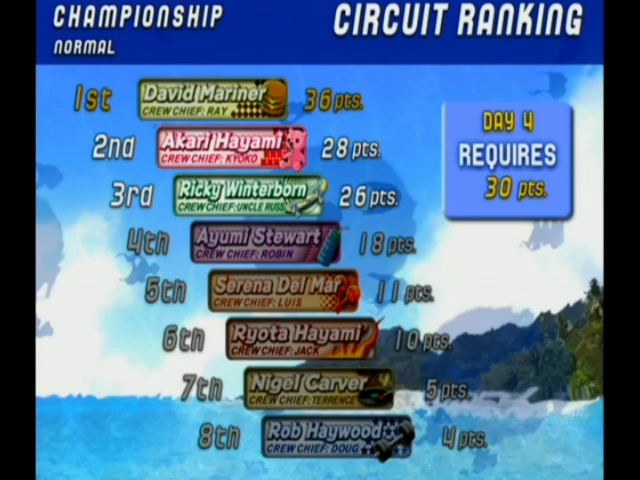 CHAMPIONSHIP
NORMAL
CIRCUIT RANKING
1st David Mariner 36 pts.
CREW CHIEF: RAY
2nd Akari Hayami 28 pts.
CREW CHIEF: KYOKO
3rd Ricky Winterborn 26 pts.
CREW CHIEF: UNCLE RUSS
4th Ayumi Stewart 18 pts.
CREW CHIEF: ROBIN
5th Serena Del Mar 11 pts.
CREW CHIEF: LUIS
6th Ryota Hayami 10 pts.
CREW CHIEF: JACK
7th Nigel Carver 5 pts.
CREW CHIEF: TERRENCE
8th Rob Haywood 4 pts.
CREW CHIEF: DOUG
DAY 4
REQUIRES
30 pts.